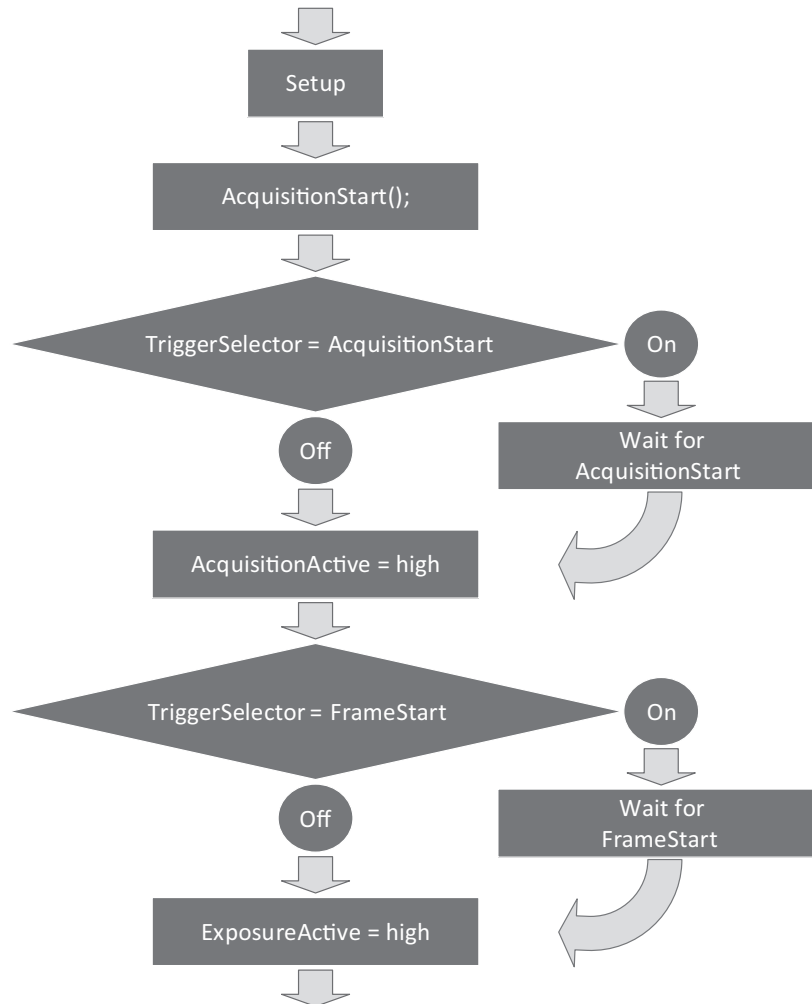 Setup
AcquisitionStart();
TriggerSelector = AcquisitionStart
On
Off
Wait for
AcquisitionStart
AcquisitionActive = high
TriggerSelector = FrameStart
On
Off
Wait for
FrameStart
ExposureActive = high